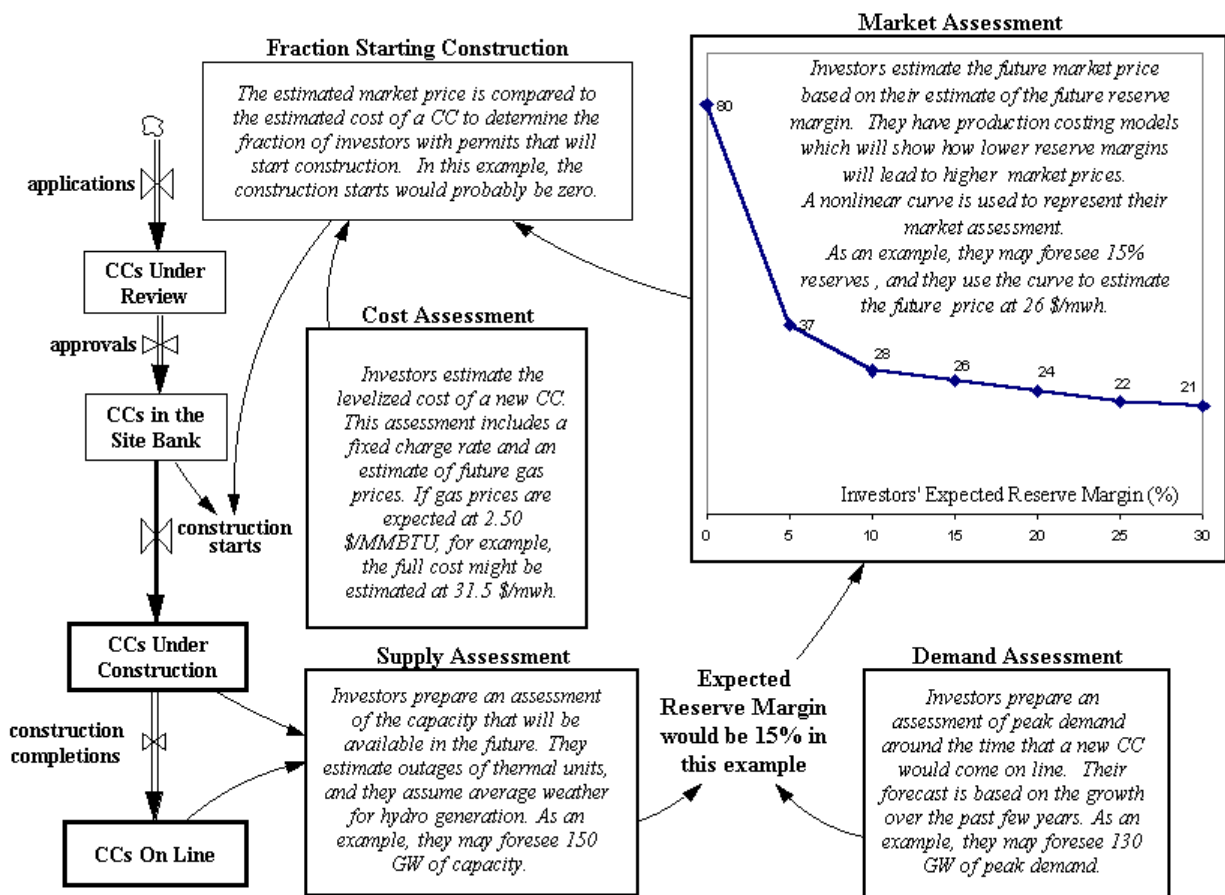 Fraction Starting Construction
The estimated market price is compared to
the estimated cost of a CC to determine the
fraction of investors with permits that will
start construction.  In this example, the
construction starts would probably be zero.
applications
CCs Under
Review
approvals
CCs in the
Site Bank
construction
starts
CCs Under
Construction
construction
completions
CCs On Line
Cost Assessment
Investors estimate the
levelized cost of a new CC.
This assessment includes a
fixed charge rate and an
estimate of future gas
prices. If gas prices are
expected at 2.50
$/MMBTU, for example,
the full cost might be
estimated at 31.5 $/mwh.
Supply Assessment
Investors prepare an assessment
of the capacity that will be
available in the future. They
estimate outages of thermal units,
and they assume average weather
for hydro generation. As an
example, they may foresee 150
GW of capacity.
Expected
Reserve Margin
would be 15% in
this example
Demand Assessment
Investors prepare an
assessment of peak demand
around the time that a new CC
would come on line.  Their
forecast is based on the growth
over the past few years. As an
example, they may foresee 130
GW of peak demand.
Market Assessment
Investors estimate the future market price
based on their estimate of the future reserve
margin.  They have production costing models
which will show how lower reserve margins
will lead to higher market prices.
A nonlinear curve is used to represent their
market assessment.
As an example, they may foresee 15%
reserves , and they use the curve to estimate
the future price at 26 $/mwh.
80
37
28
26
24
22
21
Investors' Expected Reserve Margin (%)
0 5 10 15 20 25 30